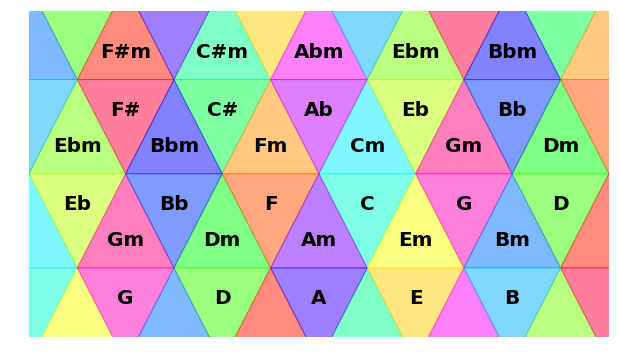 F#m C#m Abm Ebm Bbm
F# C# Ab Eb Bb
Ebm Bbm Fm Cm Gm Dm
Eb Bb F C G D
Gm Dm Am Em Bm
G D A E B